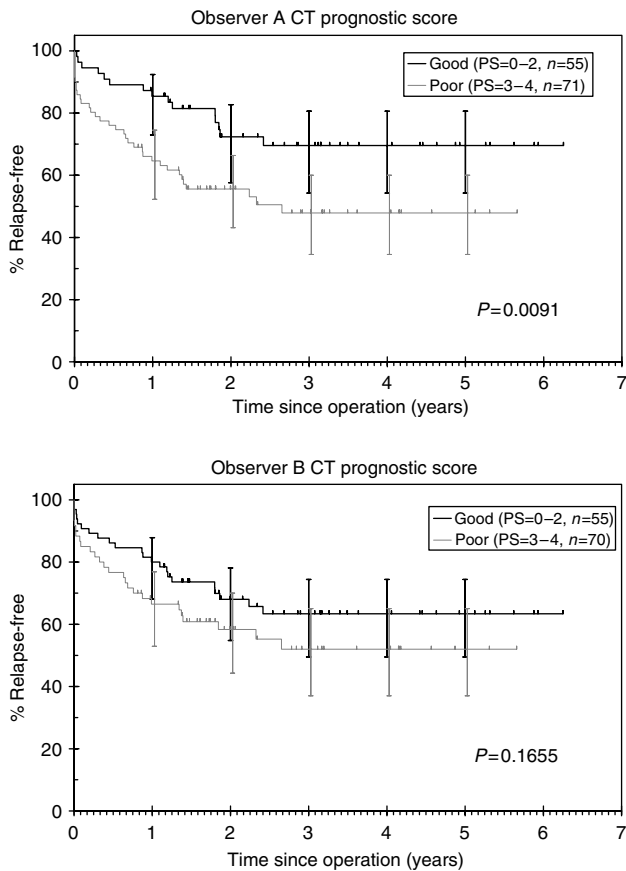 Observer A CT prognostic score
100
80
60
40
20
0
% Relapse-free
Good (PS=0–2, n=55)
Poor (PS=3–4, n=71)
P=0.0091
0 1 2 3 4 5 6 7
Time since operation (years)
Observer B CT prognostic score
100
80
60
40
20
0
% Relapse-free
Good (PS=0–2, n=55)
Poor (PS=3–4, n=70)
P=0.1655
0 1 2 3 4 5 6 7
Time since operation (years)